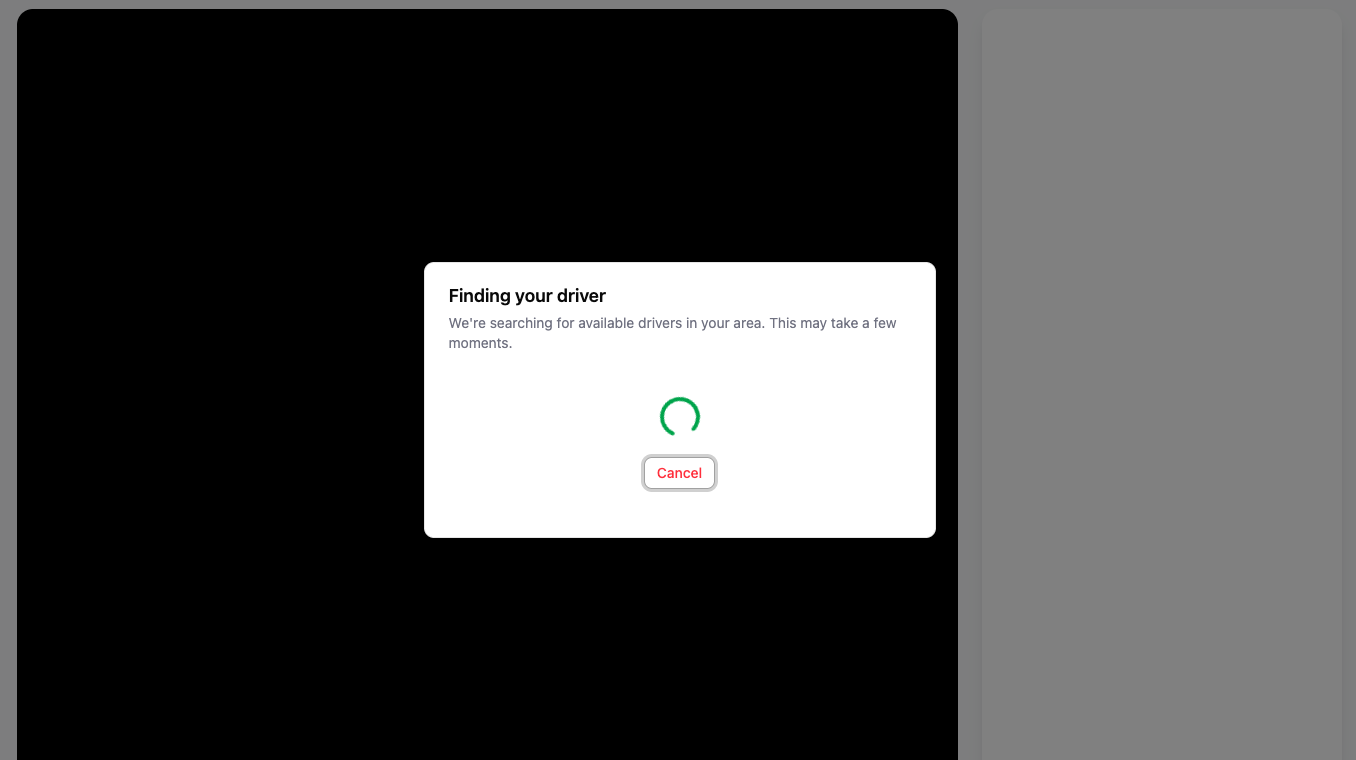 Finding your driver
We're searching for available drivers in your area. This may take a few
moments.
Cancel